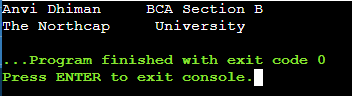 Anvi Dhiman     BCA Section B
The Northcap     University
...Program finished with exit code 0
Press ENTER to exit console.